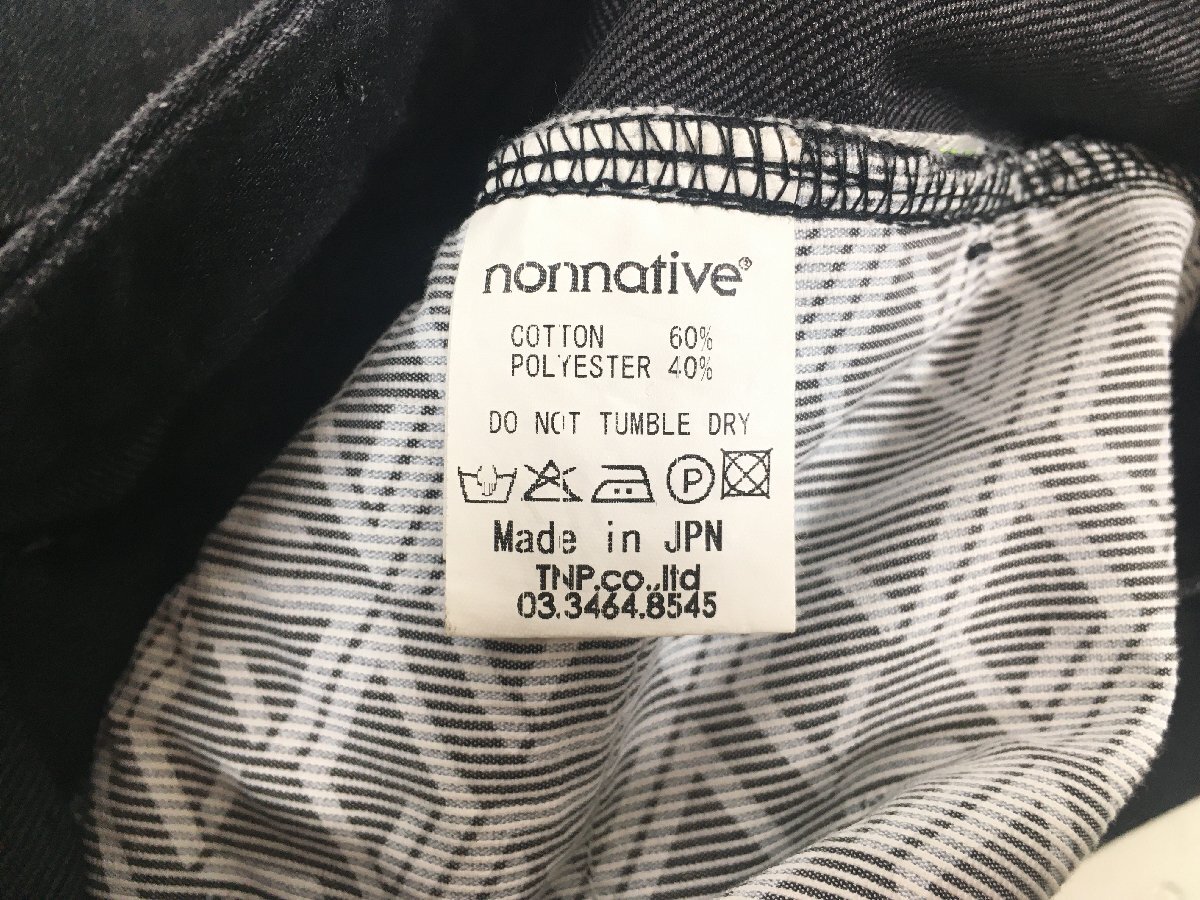 nonnative®
COTTON 60%
POLYESTER 40%
DO NOT TUMBLE DRY
P
Made in JPN
TNP.co.,ltd
03.3464.8545